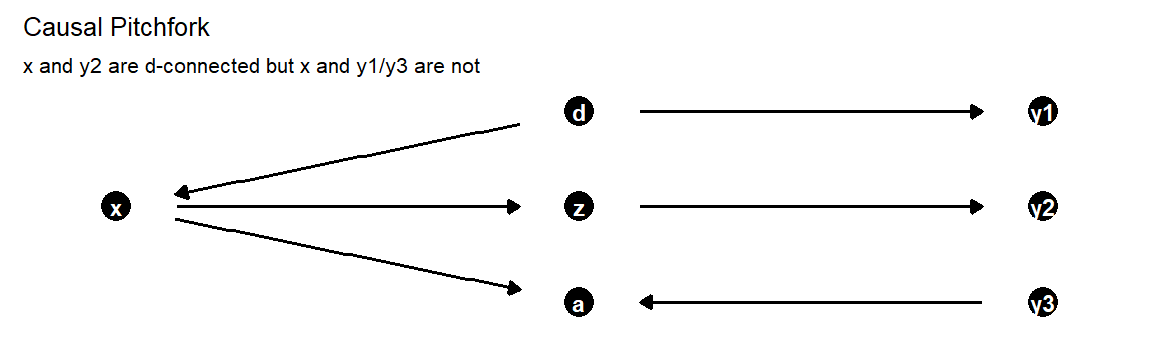 Causal Pitchfork
x and y2 are d-connected but x and y1/y3 are not
d
y1
x
z
y2
a
y3